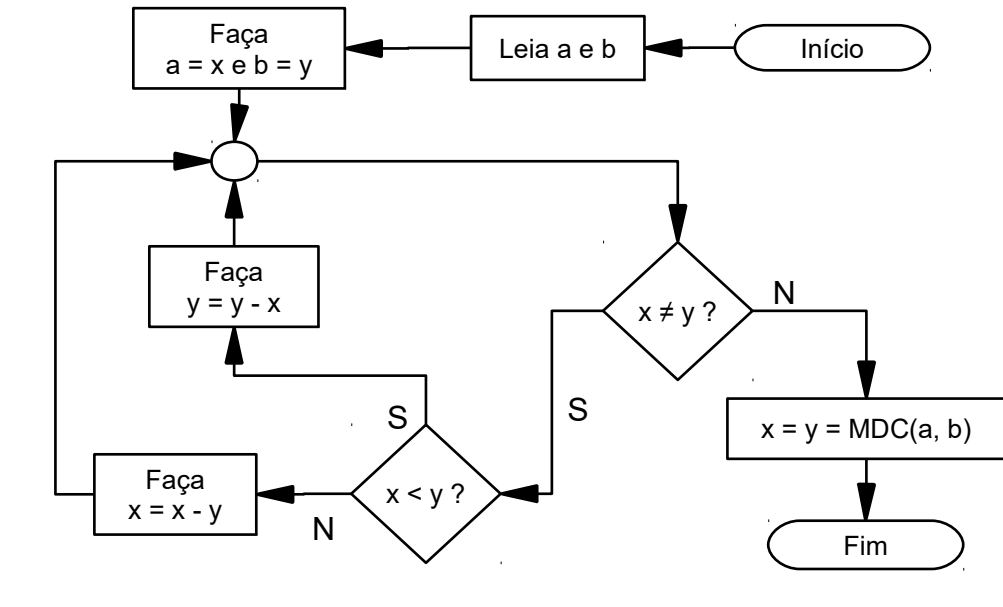 Início
Leia a e b
Faça
a = x e b = y
x ≠ y ?
N
S
x = y = MDC(a, b)
Fim
x < y ?
S
N
Faça
y = y - x
Faça
x = x - y